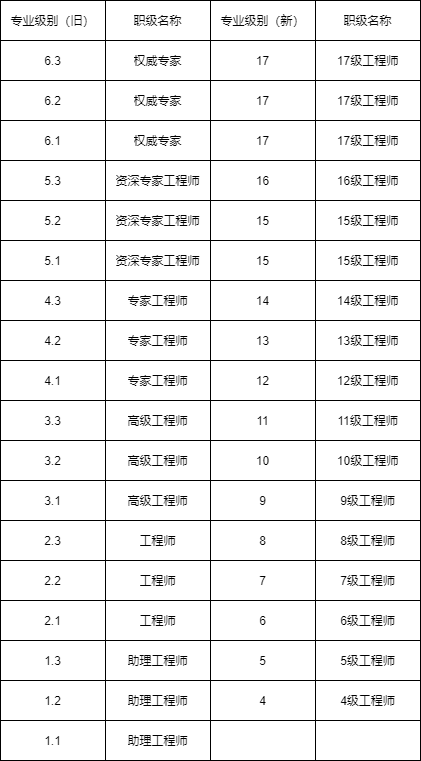 专业级别（旧） 职级名称 专业级别（新） 职级名称
6.3 权威专家 17 17级工程师
6.2 权威专家 17 17级工程师
6.1 权威专家 17 17级工程师
5.3 资深专家工程师 16 16级工程师
5.2 资深专家工程师 15 15级工程师
5.1 资深专家工程师 15 15级工程师
4.3 专家工程师 14 14级工程师
4.2 专家工程师 13 13级工程师
4.1 专家工程师 12 12级工程师
3.3 高级工程师 11 11级工程师
3.2 高级工程师 10 10级工程师
3.1 高级工程师 9 9级工程师
2.3 工程师 8 8级工程师
2.2 工程师 7 7级工程师
2.1 工程师 6 6级工程师
1.3 助理工程师 5 5级工程师
1.2 助理工程师 4 4级工程师
1.1 助理工程师